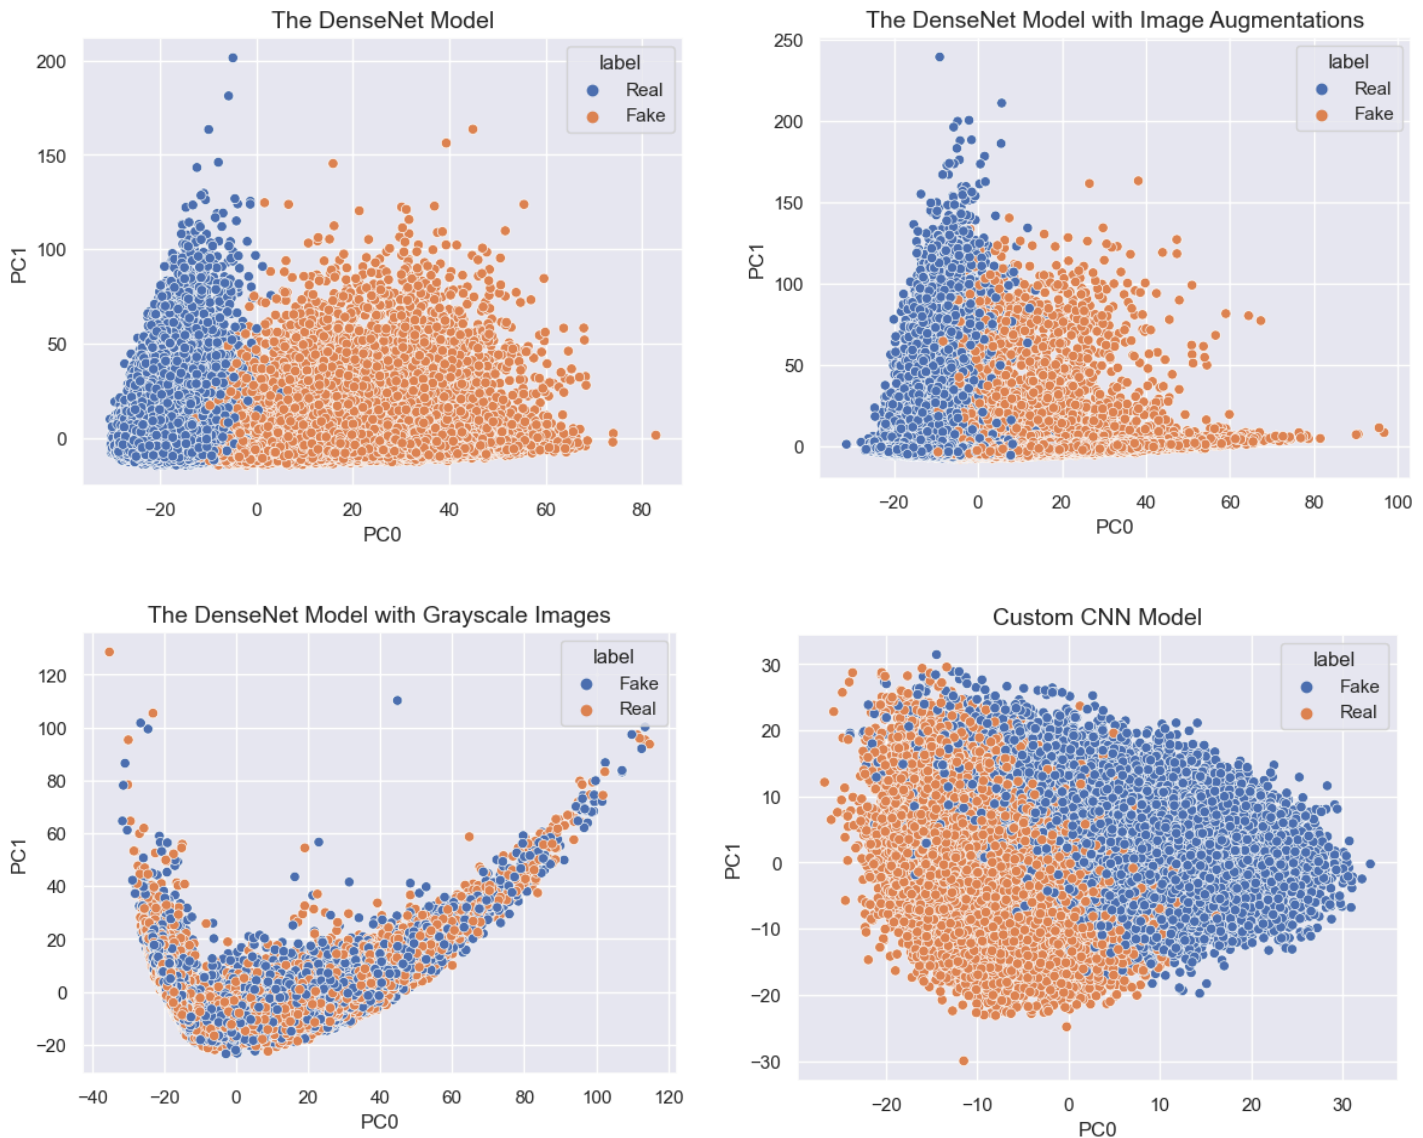 The DenseNet Model
200
150
100
50
0
PC1
−20
0
20
40
60
80
PC0
label
Real
Fake
The DenseNet Model with Image Augmentations
250
200
150
100
50
0
PC1
−20
0
20
40
60
80
100
PC0
label
Real
Fake
The DenseNet Model with Grayscale Images
120
100
80
60
40
20
0
−20
PC1
−40
−20
0
20
40
60
80
100
120
PC0
label
Fake
Real
Custom CNN Model
30
20
10
0
−10
−20
−30
PC1
−20
−10
0
10
20
30
PC0
label
Fake
Real